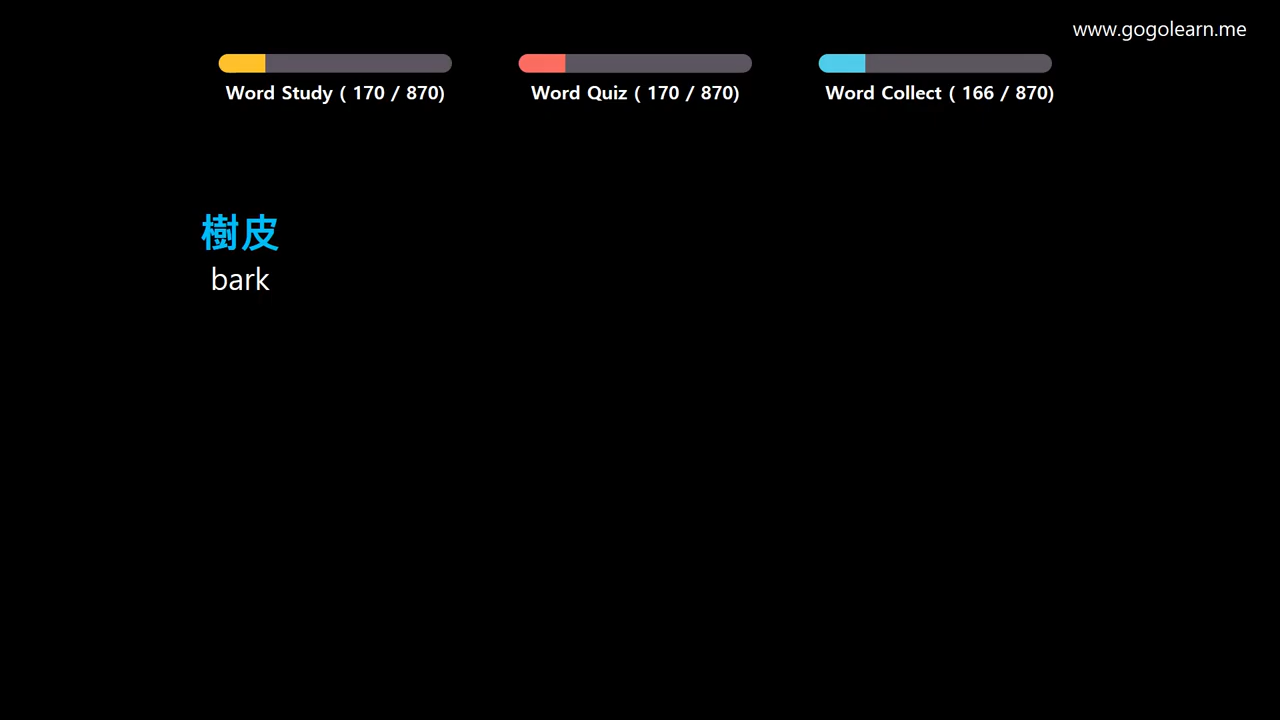 www.gogolearn.me
Word Study ( 170 / 870)
Word Quiz ( 170 / 870)
Word Collect ( 166 / 870)
樹皮
bark